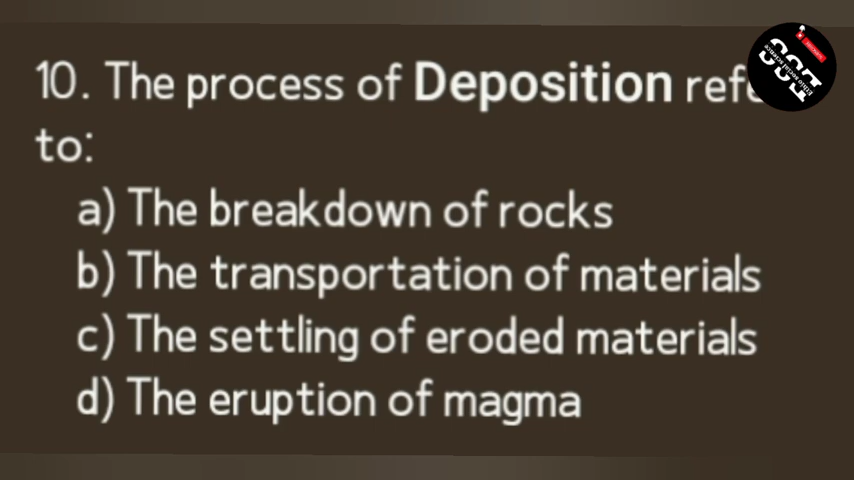 10. The process of Deposition
to:
a) The breakdown of rocks
b) The transportation of materials
c) The settling of eroded materials
d) The eruption of magma